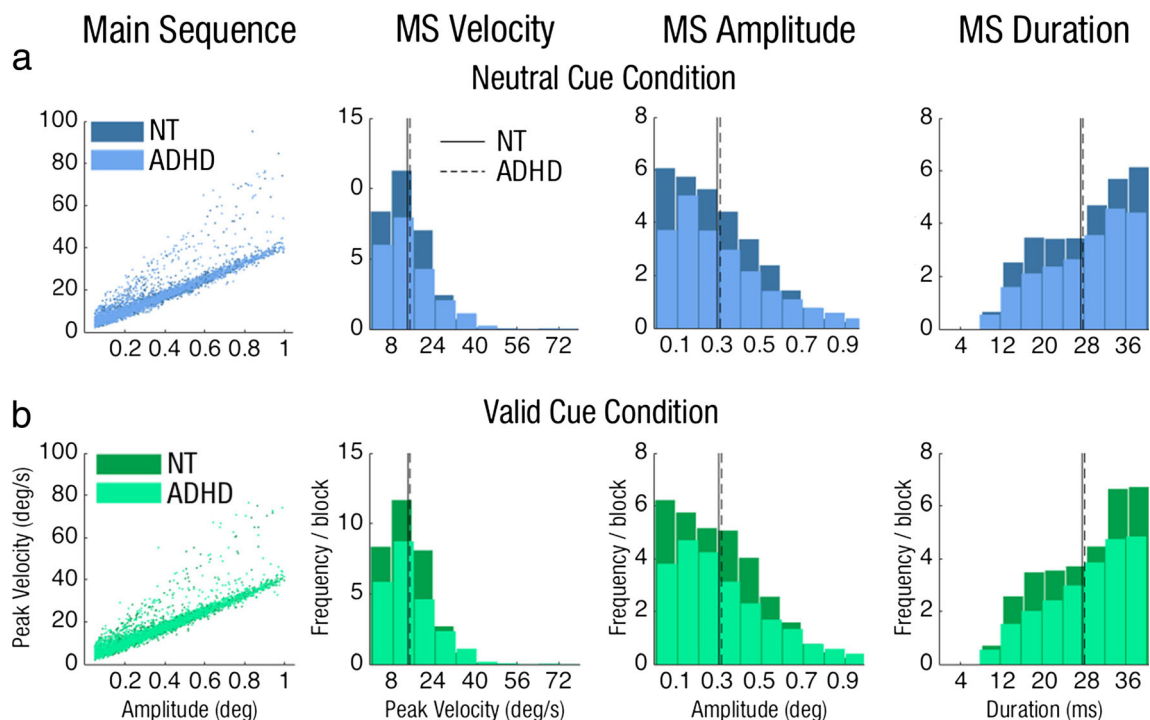 Main Sequence MS Velocity MS Amplitude MS Duration
a
Neutral Cue Condition
100
80
60
40
20
0
0.2 0.4 0.6 0.8 1
NT
ADHD
15
0
5
0
8 24 40 56 72
NT
ADHD
8
6
4
2
0
0.1 0.3 0.5 0.7 0.9
8
6
4
2
0
4 12 20 28 36
b
Valid Cue Condition
Peak Velocity (deg/s)
100
80
60
40
20
0
NT
ADHD
0.2 0.4 0.6 0.8 1
Amplitude (deg)
Frequency / block
15
10
5
0
8 24 40 56 72
Peak Velocity (deg/s)
Frequency / block
8
6
4
2
0
0.1 0.3 0.5 0.7 0.9
Amplitude (deg)
Frequency / block
8
6
4
2
0
4 12 20 28 36
Duration (ms)